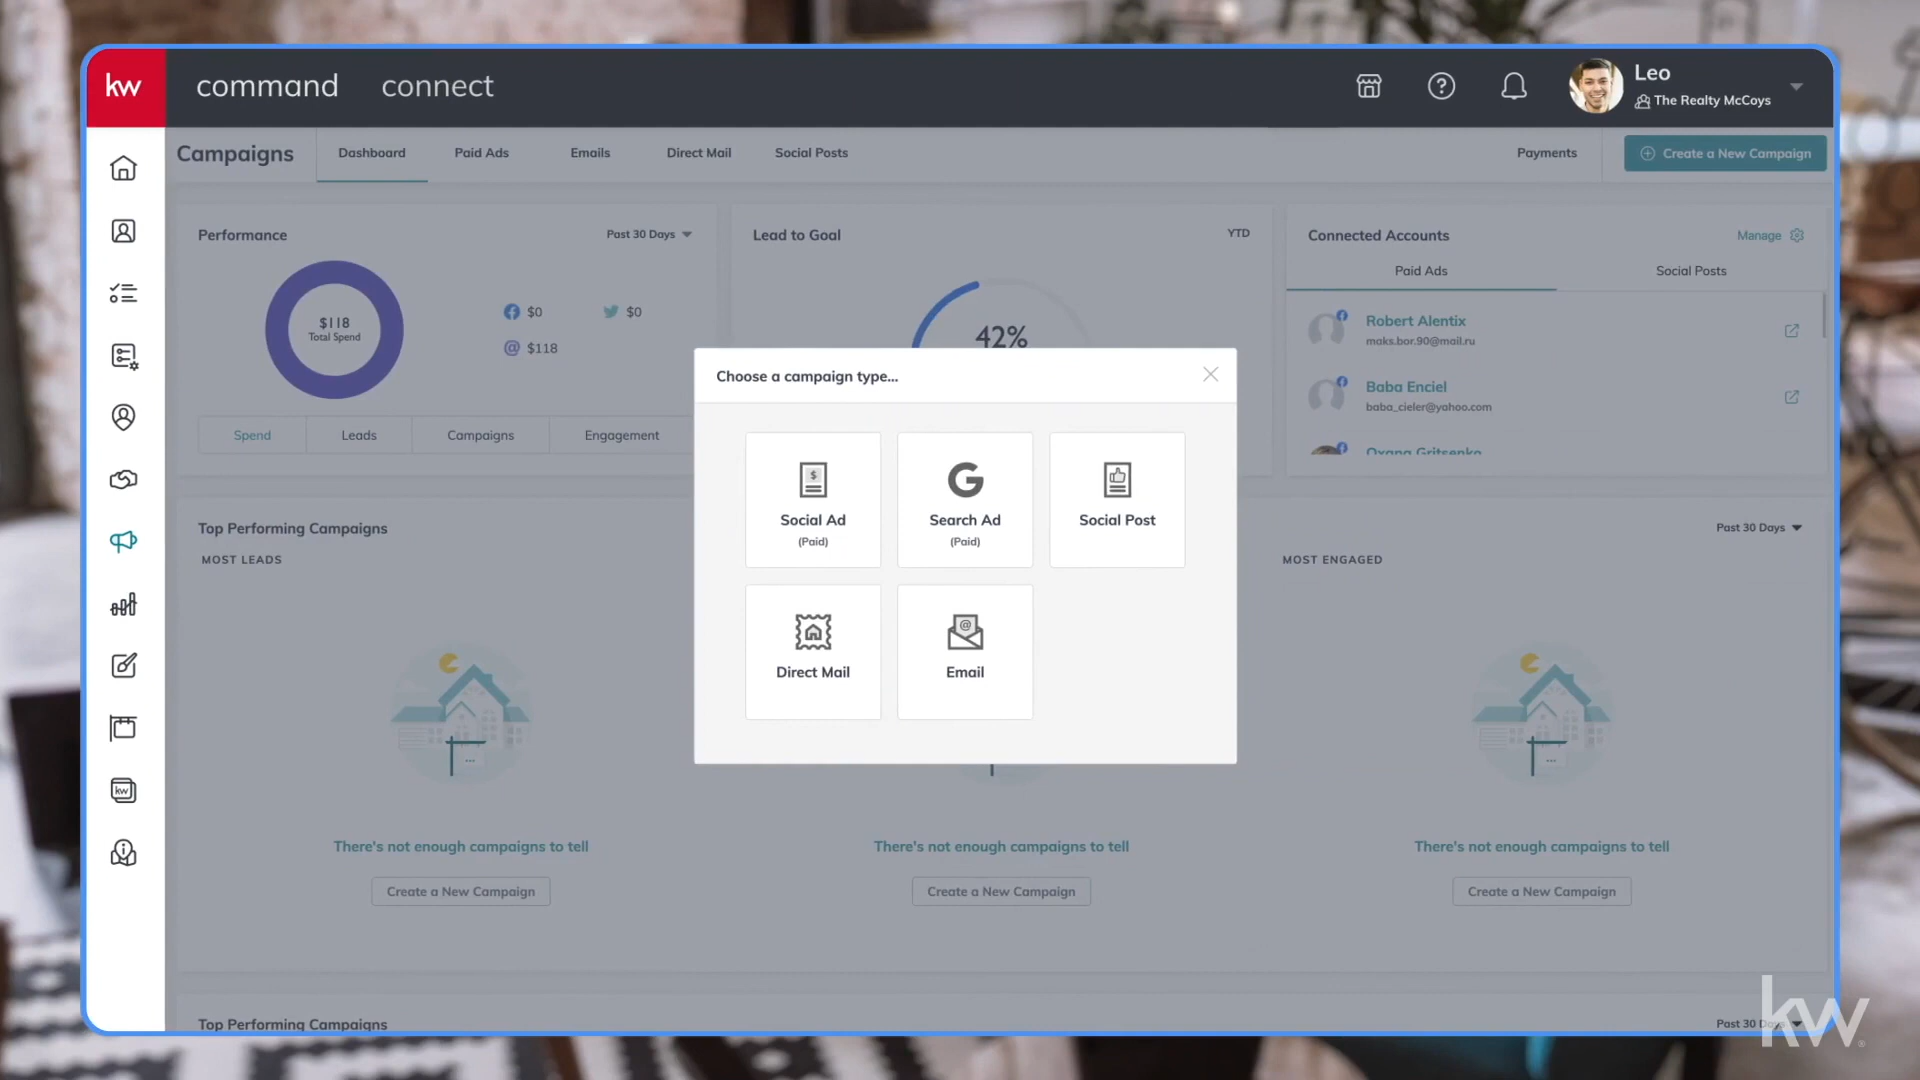 kw command connect
Leo
The Realty McCoys
Campaigns
Dashboard
Paid Ads
Emails
Direct Mail
Social Posts
Payments
Create a New Campaign
Performance
Past 30 Days
$118
Total Spend
$0
$0
@ $118
Spend
Leads
Campaigns
Engagement
Lead to Goal
YTD
42%
Connected Accounts
Manage
Paid Ads
Social Posts
Robert Alentix
maks.bor.90@mail.ru
Baba Enciel
baba_cieler@yahoo.com
Oxana Gritsenko
Choose a campaign type...
Social Ad
(Paid)
Search Ad
(Paid)
Social Post
Direct Mail
Email
Top Performing Campaigns
Past 30 Days
MOST LEADS
MOST ENGAGED
There's not enough campaigns to tell
There's not enough campaigns to tell
There's not enough campaigns to tell
Create a New Campaign
Create a New Campaign
Create a New Campaign
Top Performing Campaigns
Past 30 Days
kw